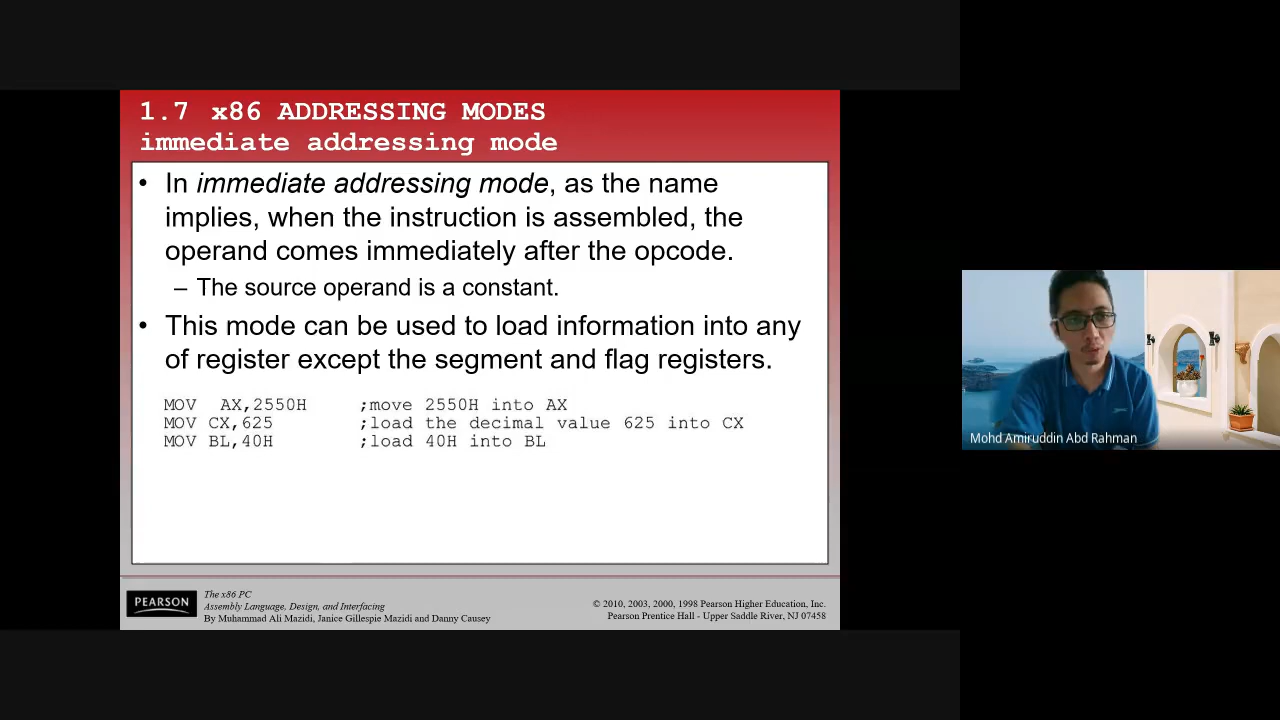 1.7 x86 ADDRESSING MODES
immediate addressing mode
• In immediate addressing mode, as the name
implies, when the instruction is assembled, the
operand comes immediately after the opcode.
– The source operand is a constant.
• This mode can be used to load information into any
of register except the segment and flag registers.
MOV AX,2550H ;move 2550H into AX
MOV CX,625 ;load the decimal value 625 into CX
MOV BL,40H ;load 40H into BL
PEARSON
The x86 PC
Assembly Language, Design, and Interfacing
By Muhammad Ali Mazidi, Janice Gillespie Mazidi and Danny Causey
© 2010, 2003, 2000, 1998 Pearson Higher Education, Inc.
Pearson Prentice Hall - Upper Saddle River, NJ 07458
Mohd Amiruddin Abd Rahman